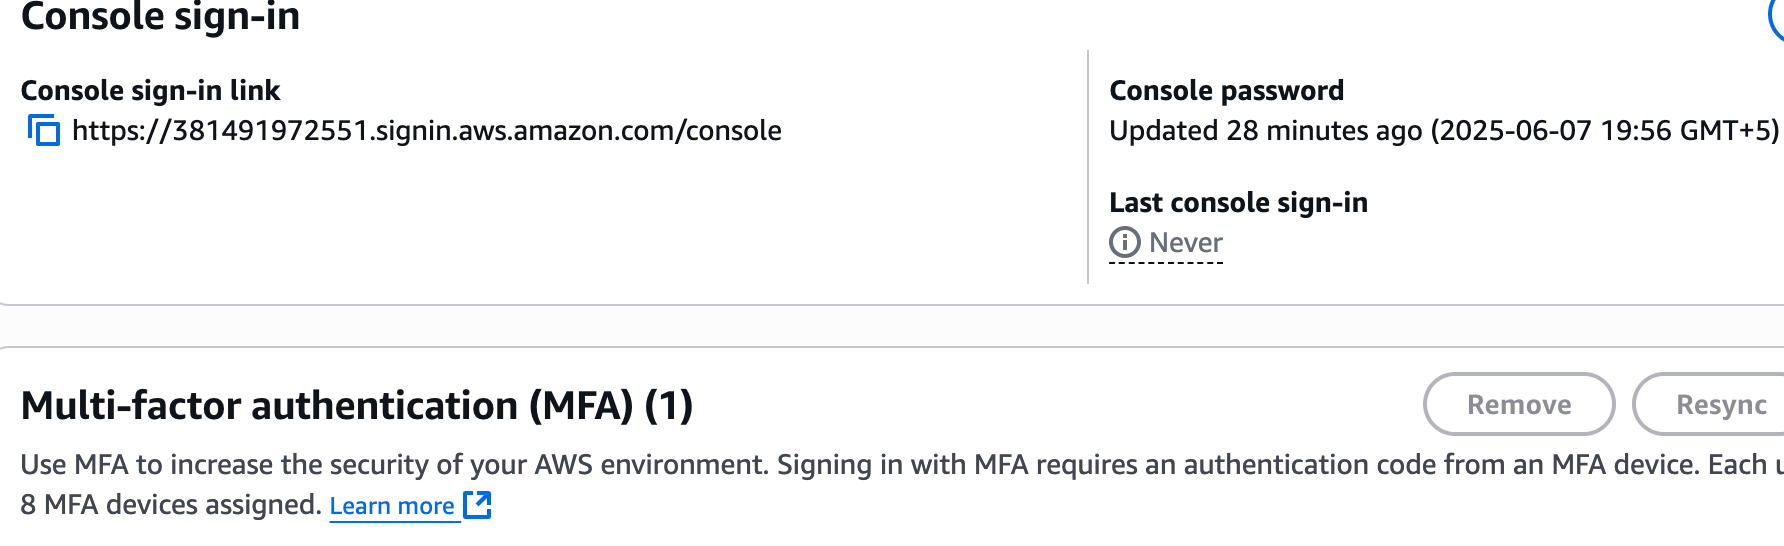 Console sign-in
Console sign-in link
https://381491972551.signin.aws.amazon.com/console
Console password
Updated 28 minutes ago (2025-06-07 19:56 GMT+5)
Last console sign-in
Never
Multi-factor authentication (MFA) (1)
Remove
Resync
Use MFA to increase the security of your AWS environment. Signing in with MFA requires an authentication code from an MFA device. Each
8 MFA devices assigned. Learn more